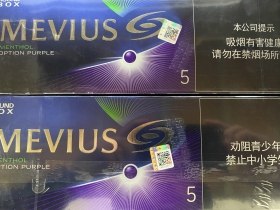 BOX
MEVIUS
MENTHOL
OPTION PURPLE
5
本公司提示
吸烟有害健康
请勿在禁烟场所
BOX
MEVIUS
MENTHOL
OPTION PURPLE
5
劝阻青少年
禁止中小学